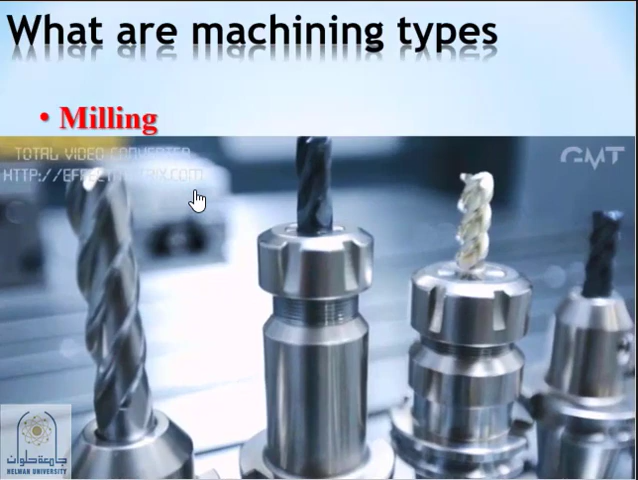 What are machining types
• Milling
TOTAL VIDEO CONVERTER
GMT
جامعة حلوان
HELWAN UNIVERSITY